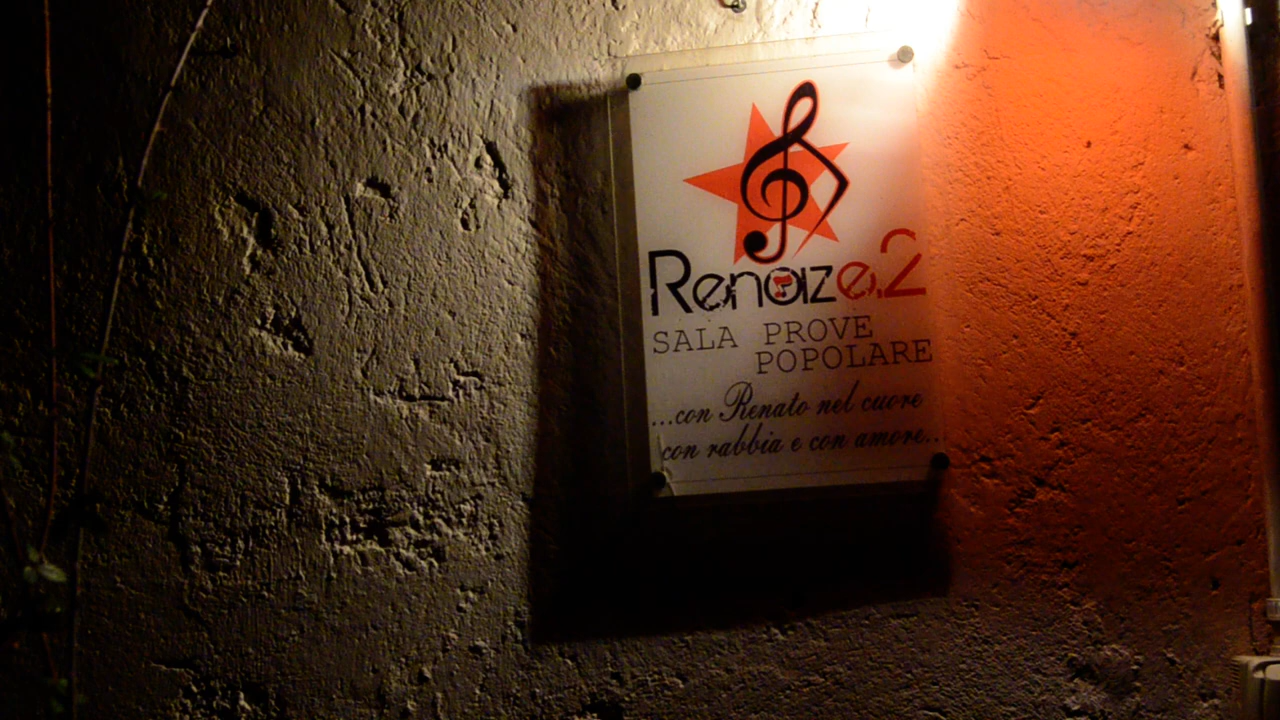 Renoize.2
SALA PROVE
POPOLARE
...con Renato nel cuore
con rabbia e con amore..